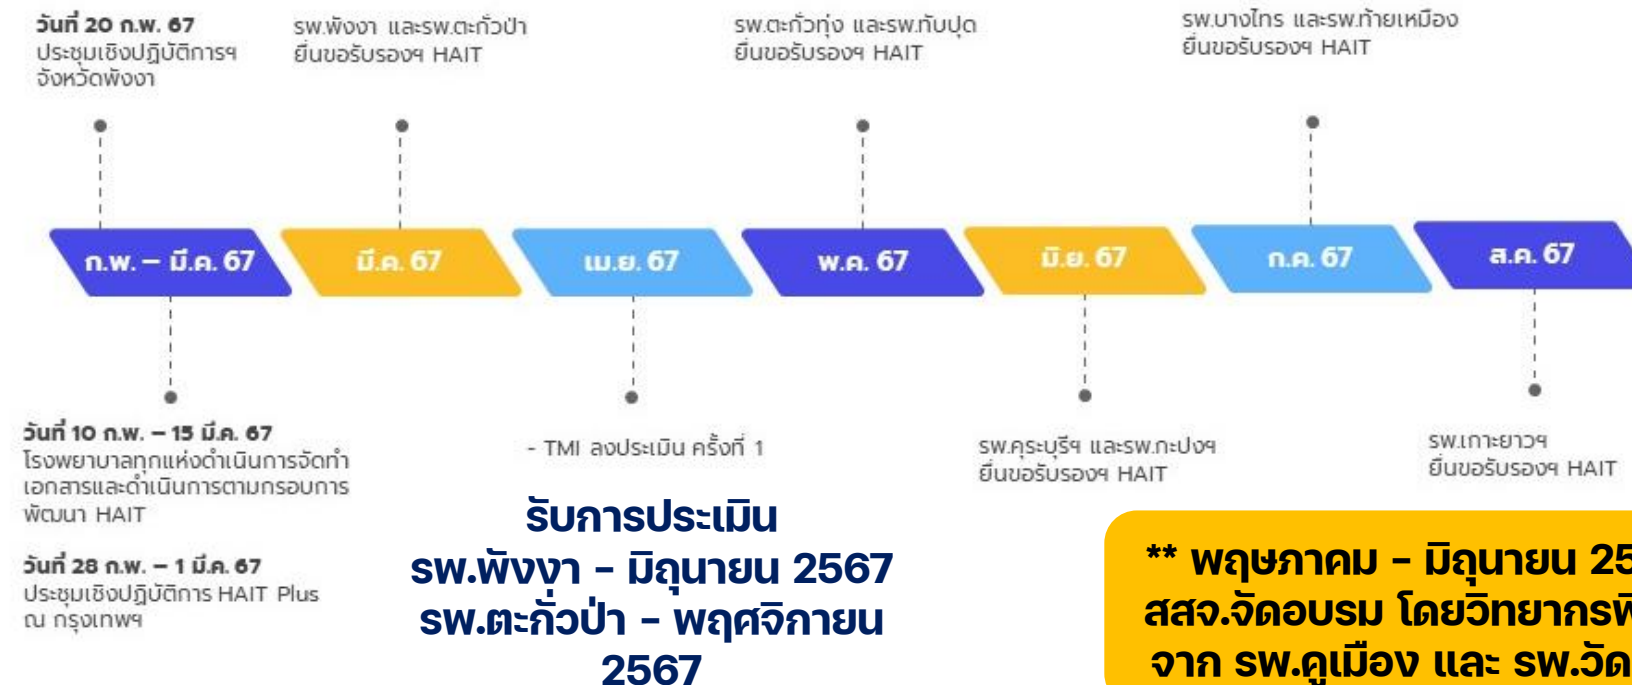 วันที่ 20 ก.พ. 67
ประชุมเชิงปฏิบัติการฯ
จังหวัดพังงา
รพ.พังงา และรพ.ตะกั่วป่า
ยื่นขอรับรองฯ HAIT
รพ.ตะกั่วทุ่ง และรพ.ทับปุด
ยื่นขอรับรองฯ HAIT
รพ.บางไทร และรพ.ท้ายเหมือง
ยื่นขอรับรองฯ HAIT
ก.พ. – มี.ค. 67
มี.ค. 67
เม.ย. 67
พ.ค. 67
มิ.ย. 67
ก.ค. 67
ส.ค. 67
วันที่ 10 ก.พ. – 15 มี.ค. 67
โรงพยาบาลทุกแห่งดำเนินการจัดทำ
เอกสารและดำเนินการตามกรอบการ
พัฒนา HAIT
วันที่ 28 ก.พ. – 1 มี.ค. 67
ประชุมเชิงปฏิบัติการ HAIT Plus
ณ กรุงเทพฯ
- TMI ลงประเมิน ครั้งที่ 1
รับการประเมิน
รพ.พังงา - มิถุนายน 2567
รพ.ตะกั่วป่า - พฤศจิกายน
2567
รพ.คุระบุรีฯ และรพ.กะปงฯ
ยื่นขอรับรองฯ HAIT
รพ.เกาะยาวฯ
ยื่นขอรับรองฯ HAIT
** พฤษภาคม - มิถุนายน 25
สสจ.จัดอบรม โดยวิทยากร
จาก รพ.คูเมือง และ รพ.วัด